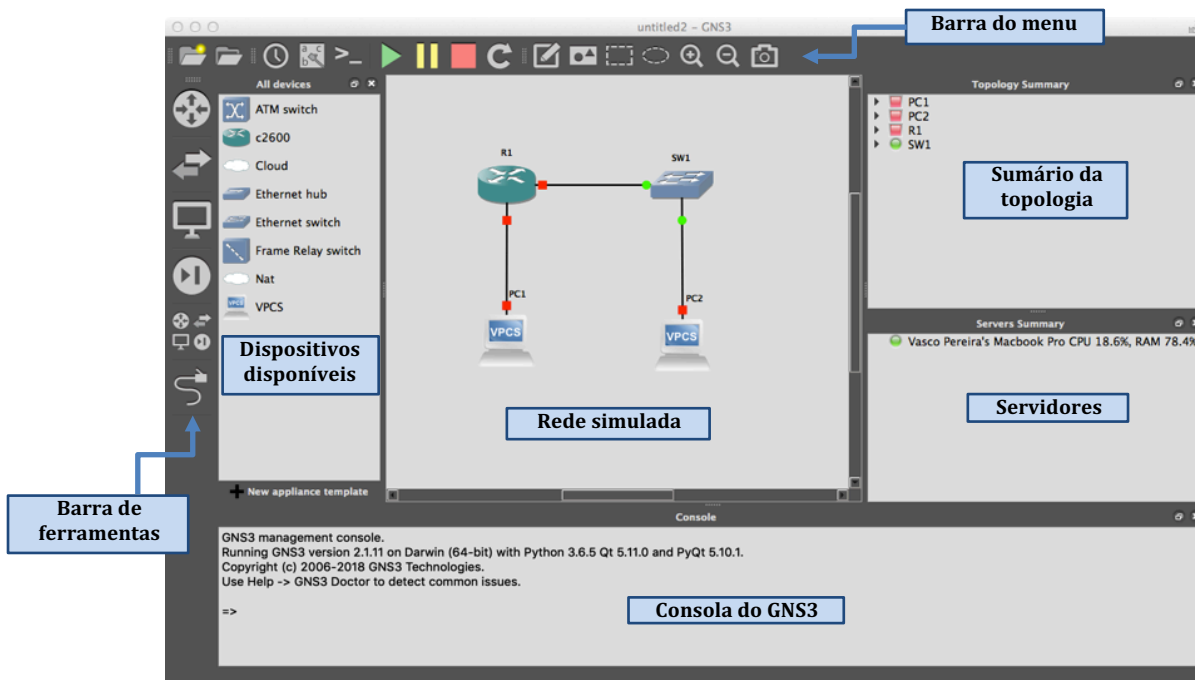 untitled2 – GNS3
Barra do menu
All devices
ATM switch
c2600
Cloud
Ethernet hub
Ethernet switch
Frame Relay switch
Nat
VPCS
Dispositivos
disponíveis
New appliance template
Barra de
ferramentas
R1
SW1
PC1
VPCS
PC2
VPCS
Rede simulada
Topology Summary
PC1
PC2
R1
SW1
Sumário da
topologia
Servers Summary
Vasco Pereira's Macbook Pro CPU 18.6%, RAM 78.4%
Servidores
Console
GNS3 management console.
Running GNS3 version 2.1.11 on Darwin (64-bit) with Python 3.6.5 Qt 5.11.0 and PyQt 5.10.1.
Copyright (c) 2006-2018 GNS3 Technologies.
Use Help -> GNS3 Doctor to detect common issues.
=>
Consola do GNS3